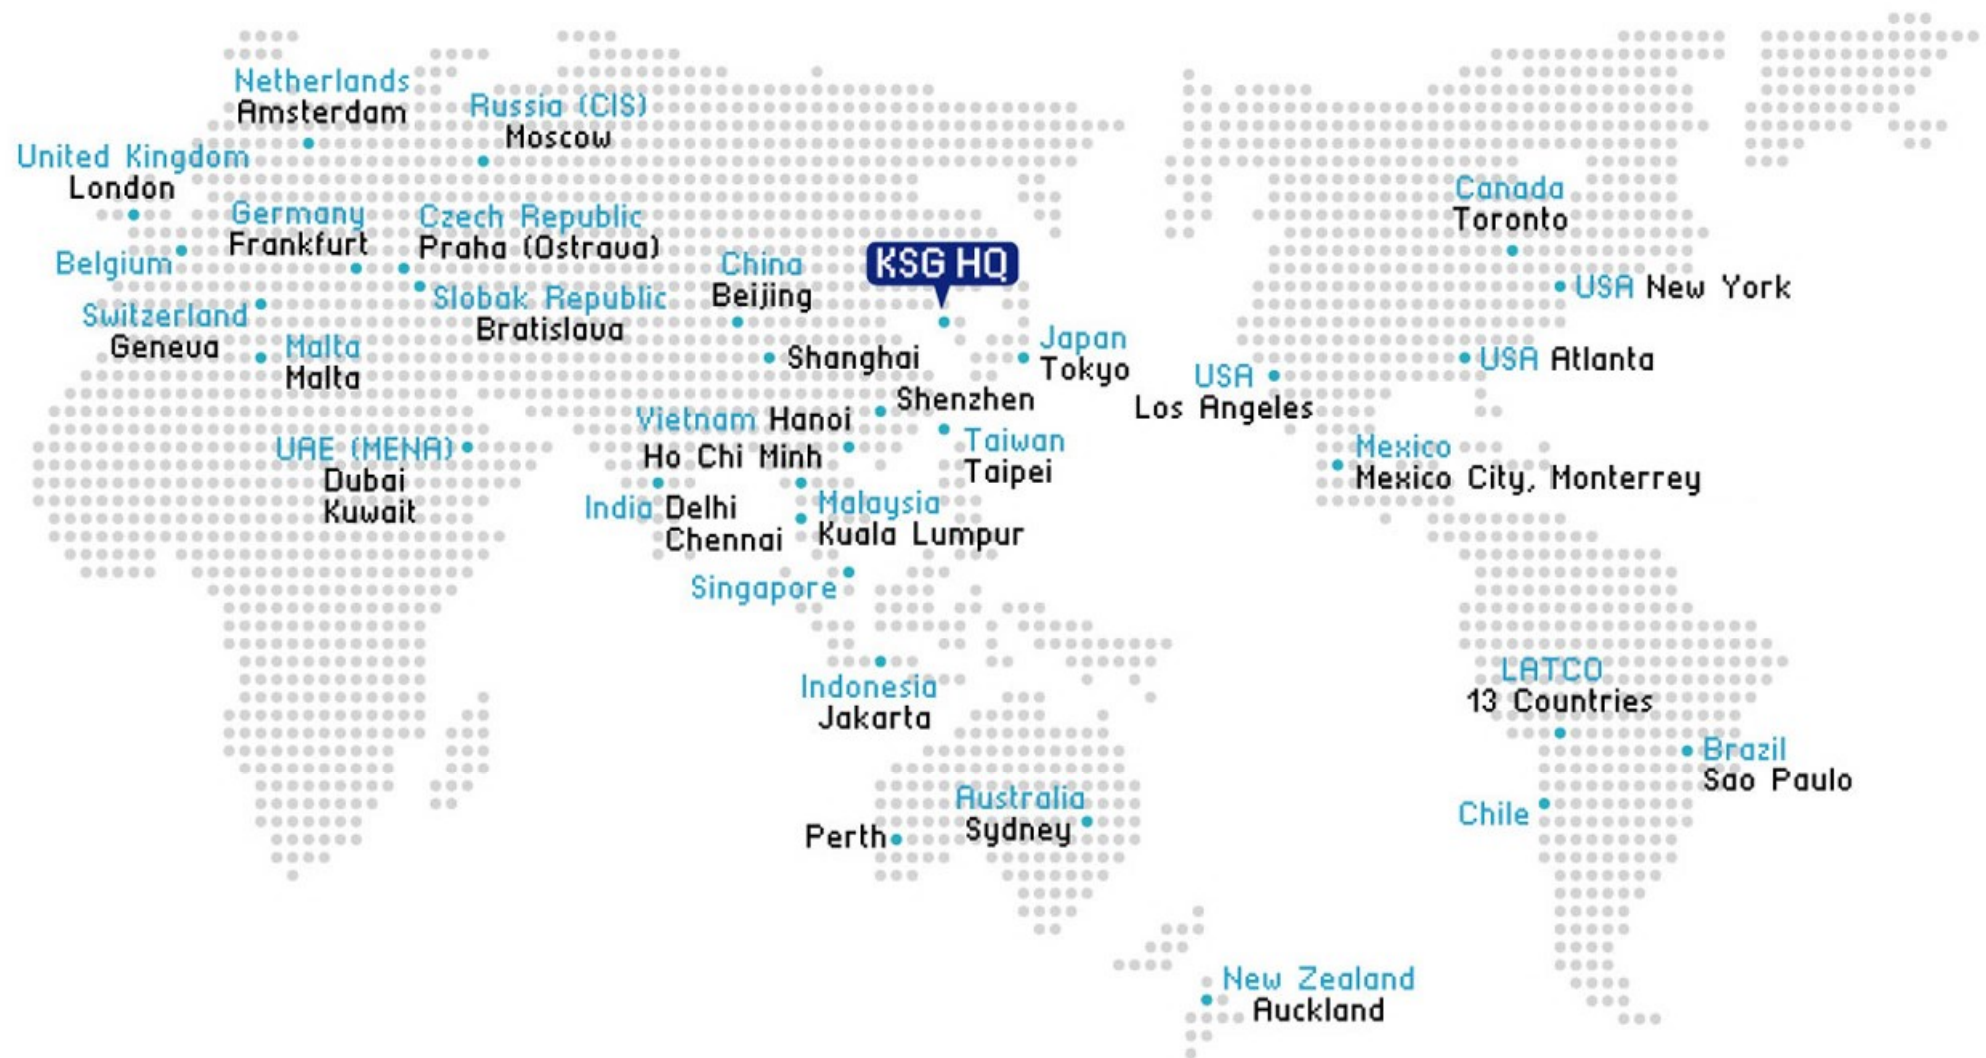 Netherlands
Amsterdam
Russia (CIS)
Moscow
United Kingdom
London
Germany
Frankfurt
Czech Republic
Praha (Ostrava)
Belgium
Slobak Republic
Bratislava
Switzerland
Geneva
Malta
Malta
China
Beijing
KSG HQ
Shanghai
Japan
Tokyo
Shenzhen
Vietnam Hanoi
Ho Chi Minh
Taiwan
Taipei
UAE (MENA)
Dubai
Kuwait
India Delhi
Chennai
Malaysia
Kuala Lumpur
Singapore
Indonesia
Jakarta
Australia
Sydney
Perth
New Zealand
Auckland
Canada
Toronto
USA New York
USA Atlanta
USA
Los Angeles
Mexico
Mexico City, Monterrey
LATCO
13 Countries
Brazil
Sao Paulo
Chile